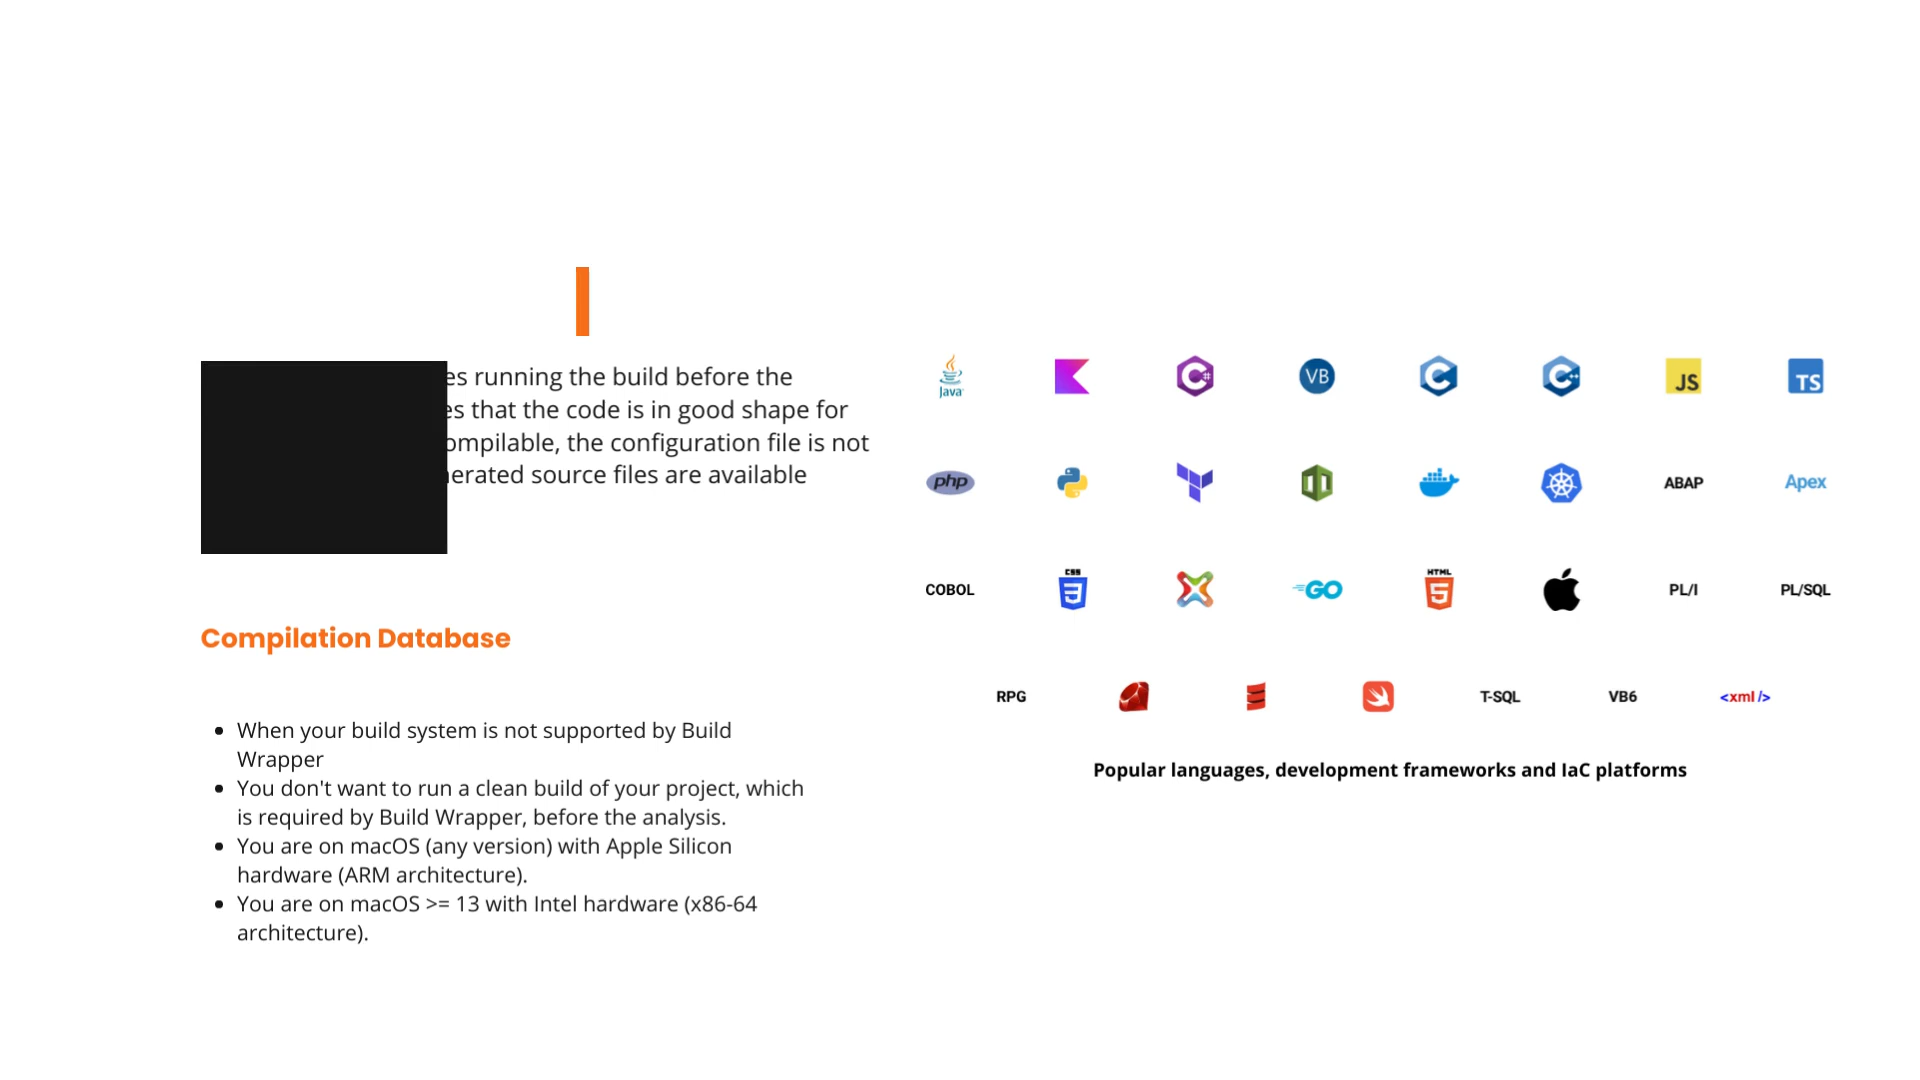 es running the build before the
es that the code is in good shape for
ompilable, the configuration file is not
erated source files are available
Compilation Database
When your build system is not supported by Build
Wrapper
You don't want to run a clean build of your project, which
is required by Build Wrapper, before the analysis.
You are on macOS (any version) with Apple Silicon
hardware (ARM architecture).
You are on macOS >= 13 with Intel hardware (x86-64
architecture).
Java C# VB C C++ JS TS
php ABAP Apex
COBOL CSS 3 GO HTML 5 PL/I PL/SQL
RPG T-SQL VB6 <xml/>
Popular languages, development frameworks and IaC platforms